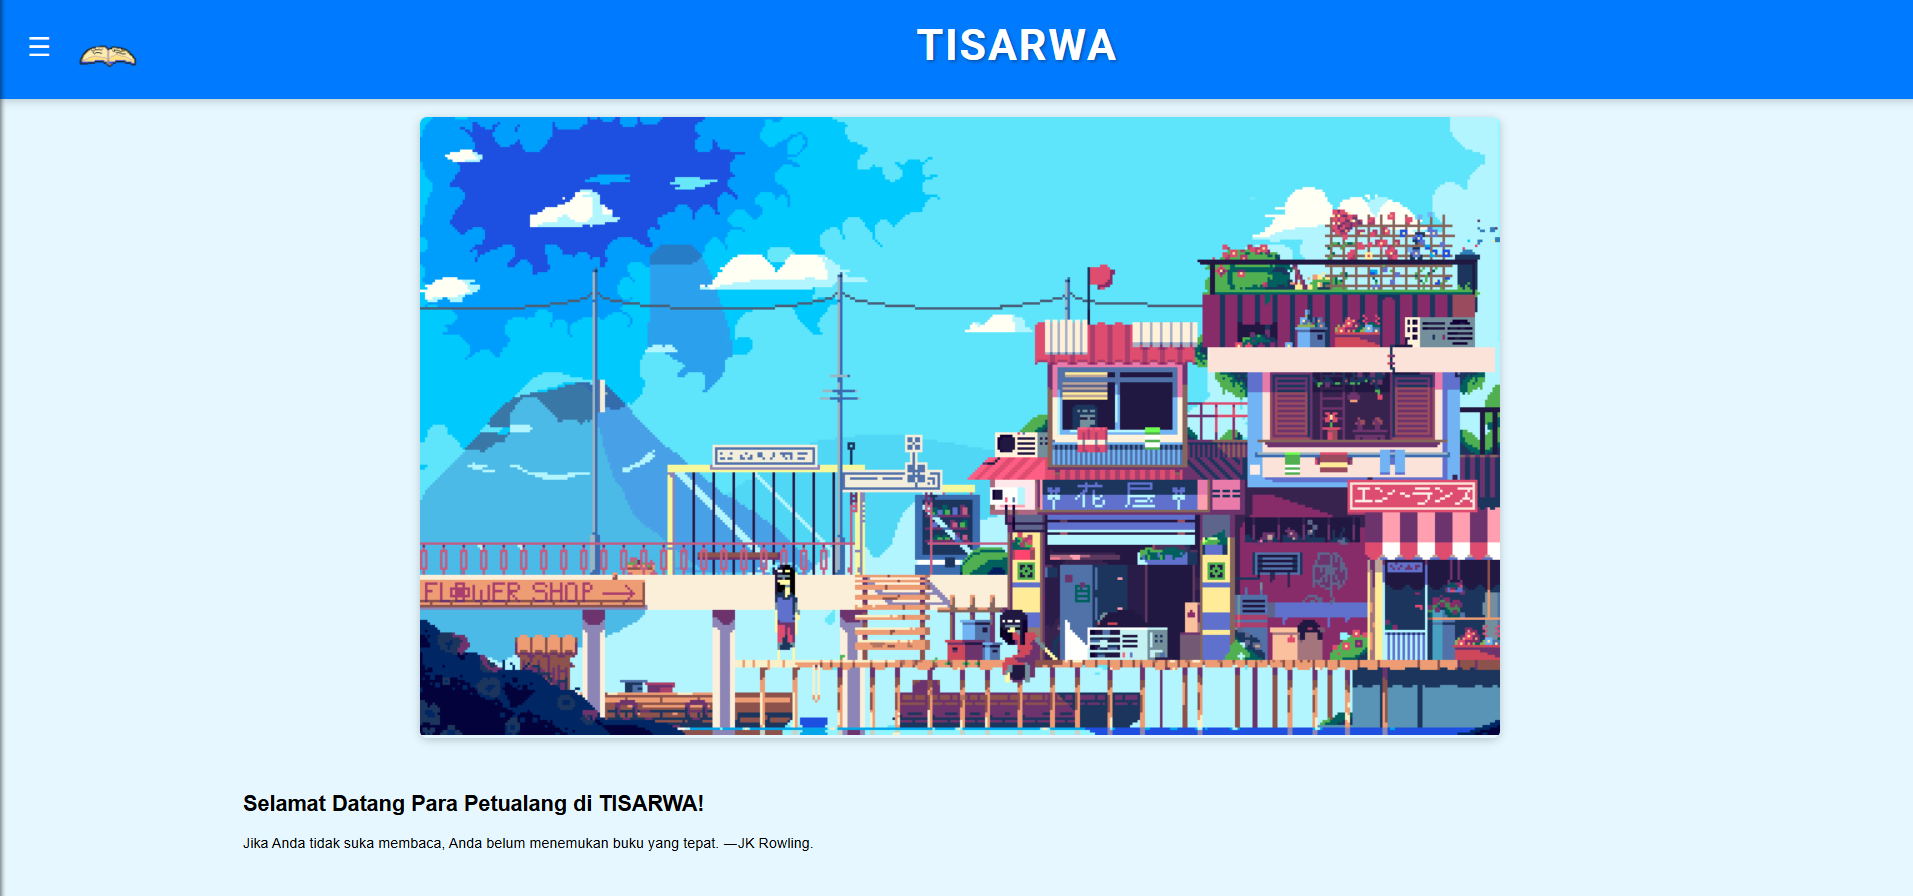 TISARWA
花屋
エントランス
FLOWER SHOP →
Selamat Datang Para Petualang di TISARWA!
Jika Anda tidak suka membaca, Anda belum menemukan buku yang tepat. —JK Rowling.